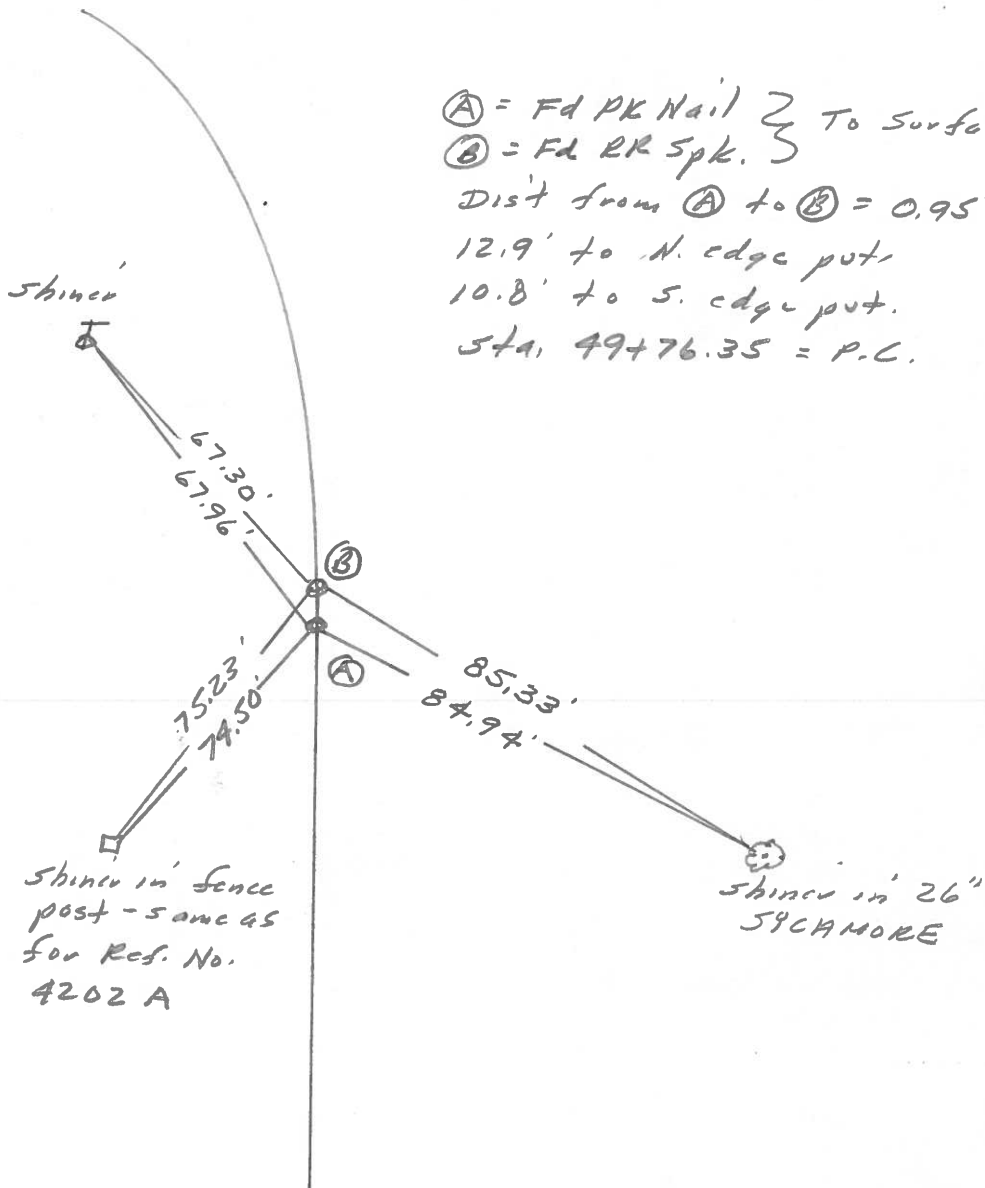 Ⓐ = Fd PK Nail } To Surfa
Ⓑ = Fd RR Spk.
Dist from Ⓐ to Ⓑ = 0.95
12.9' to N. edge pvt.
10.8' to S. edge pvt.
Sta. 49+76.35 = P.C.
shiner
67.30'
67.96'
Ⓑ
Ⓐ
75.23'
74.50'
85.33'
84.94'
shiner in fence
post - same as
for Ref. No.
4202 A
shiner in 26"
SYCAMORE